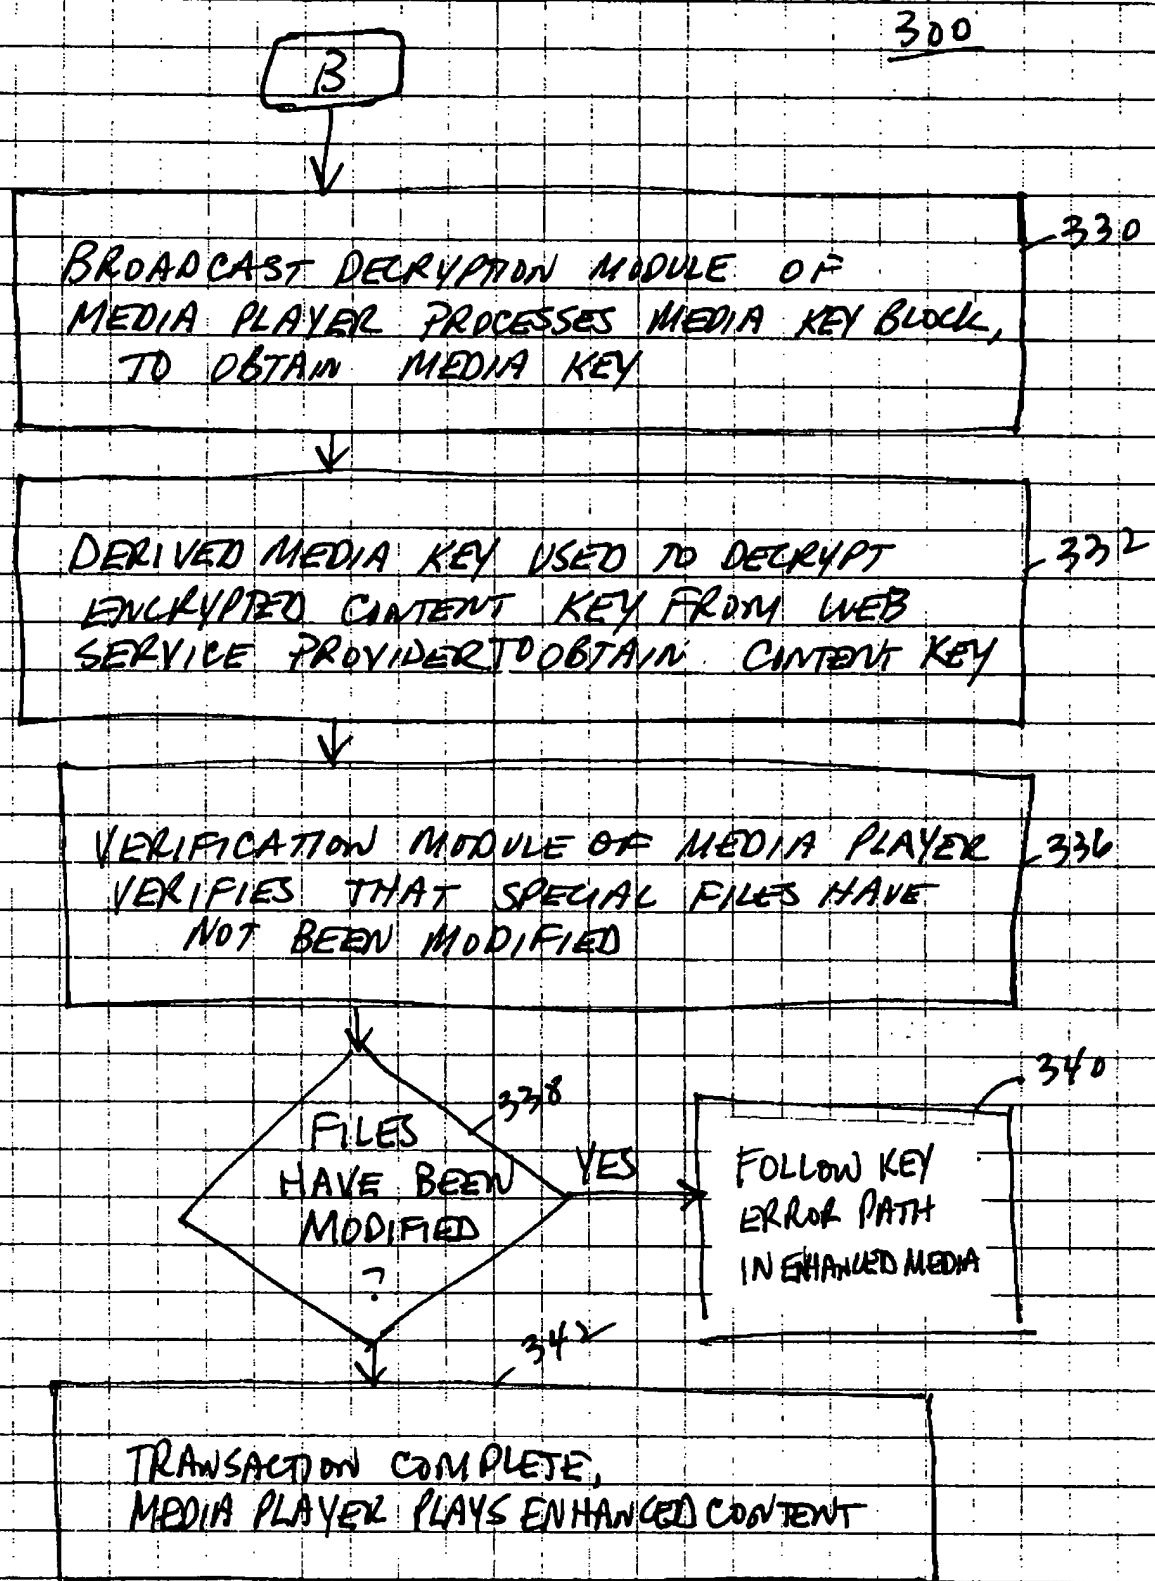 300
B
330
BROADCAST DECRYPTION MODULE OF
MEDIA PLAYER PROCESSES MEDIA KEY BLOCK,
TO OBTAIN MEDIA KEY
332
DERIVED MEDIA KEY USED TO DECRYPT
ENCRYPTED CONTENT KEY FROM WEB
SERVICE PROVIDER TO OBTAIN CONTENT KEY
336
VERIFICATION MODULE OF MEDIA PLAYER
VERIFIES THAT SPECIAL FILES HAVE
NOT BEEN MODIFIED
338
FILES
HAVE BEEN
MODIFIED
?
YES
340
FOLLOW KEY
ERROR PATH
IN ENHANCED MEDIA
342
TRANSACTION COMPLETE,
MEDIA PLAYER PLAYS ENHANCED CONTENT